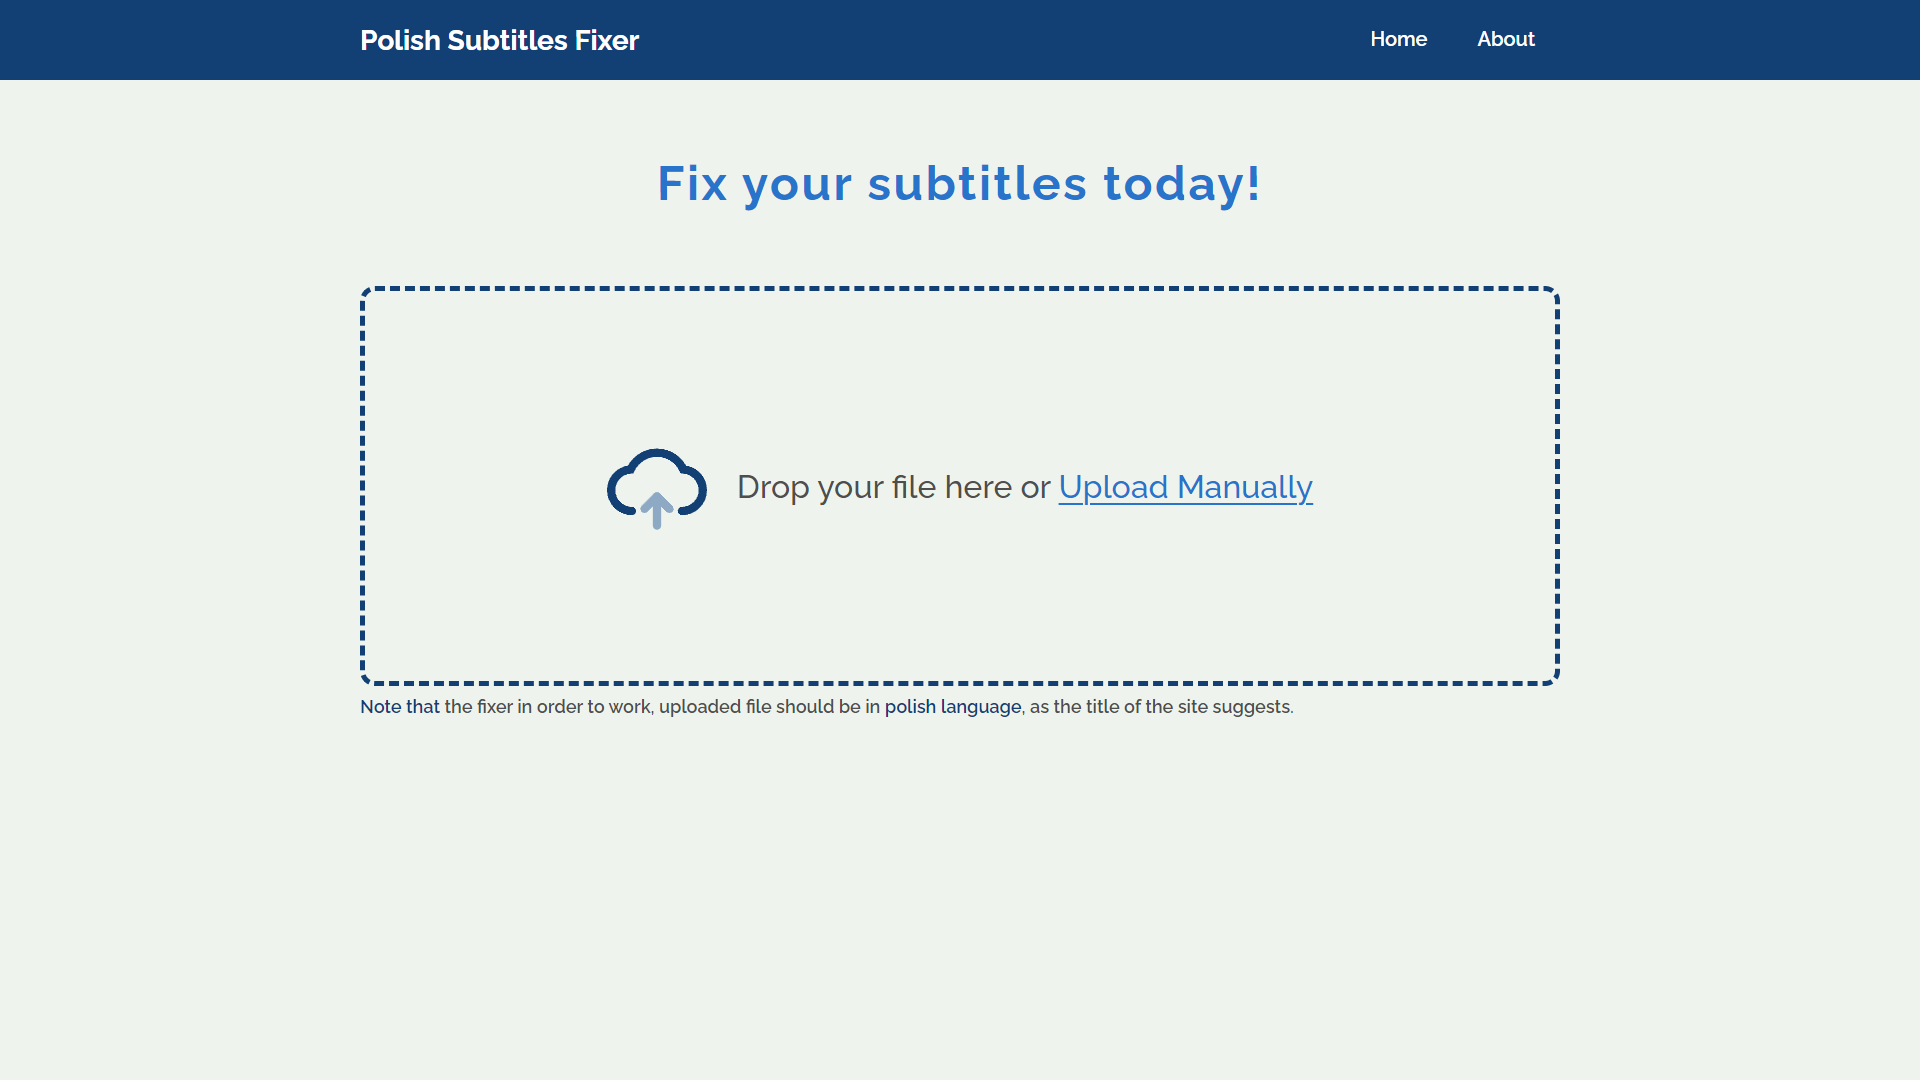 Polish Subtitles Fixer
Home
About
Fix your subtitles today!
Drop your file here or Upload Manually
Note that the fixer in order to work, uploaded file should be in polish language, as the title of the site suggests.